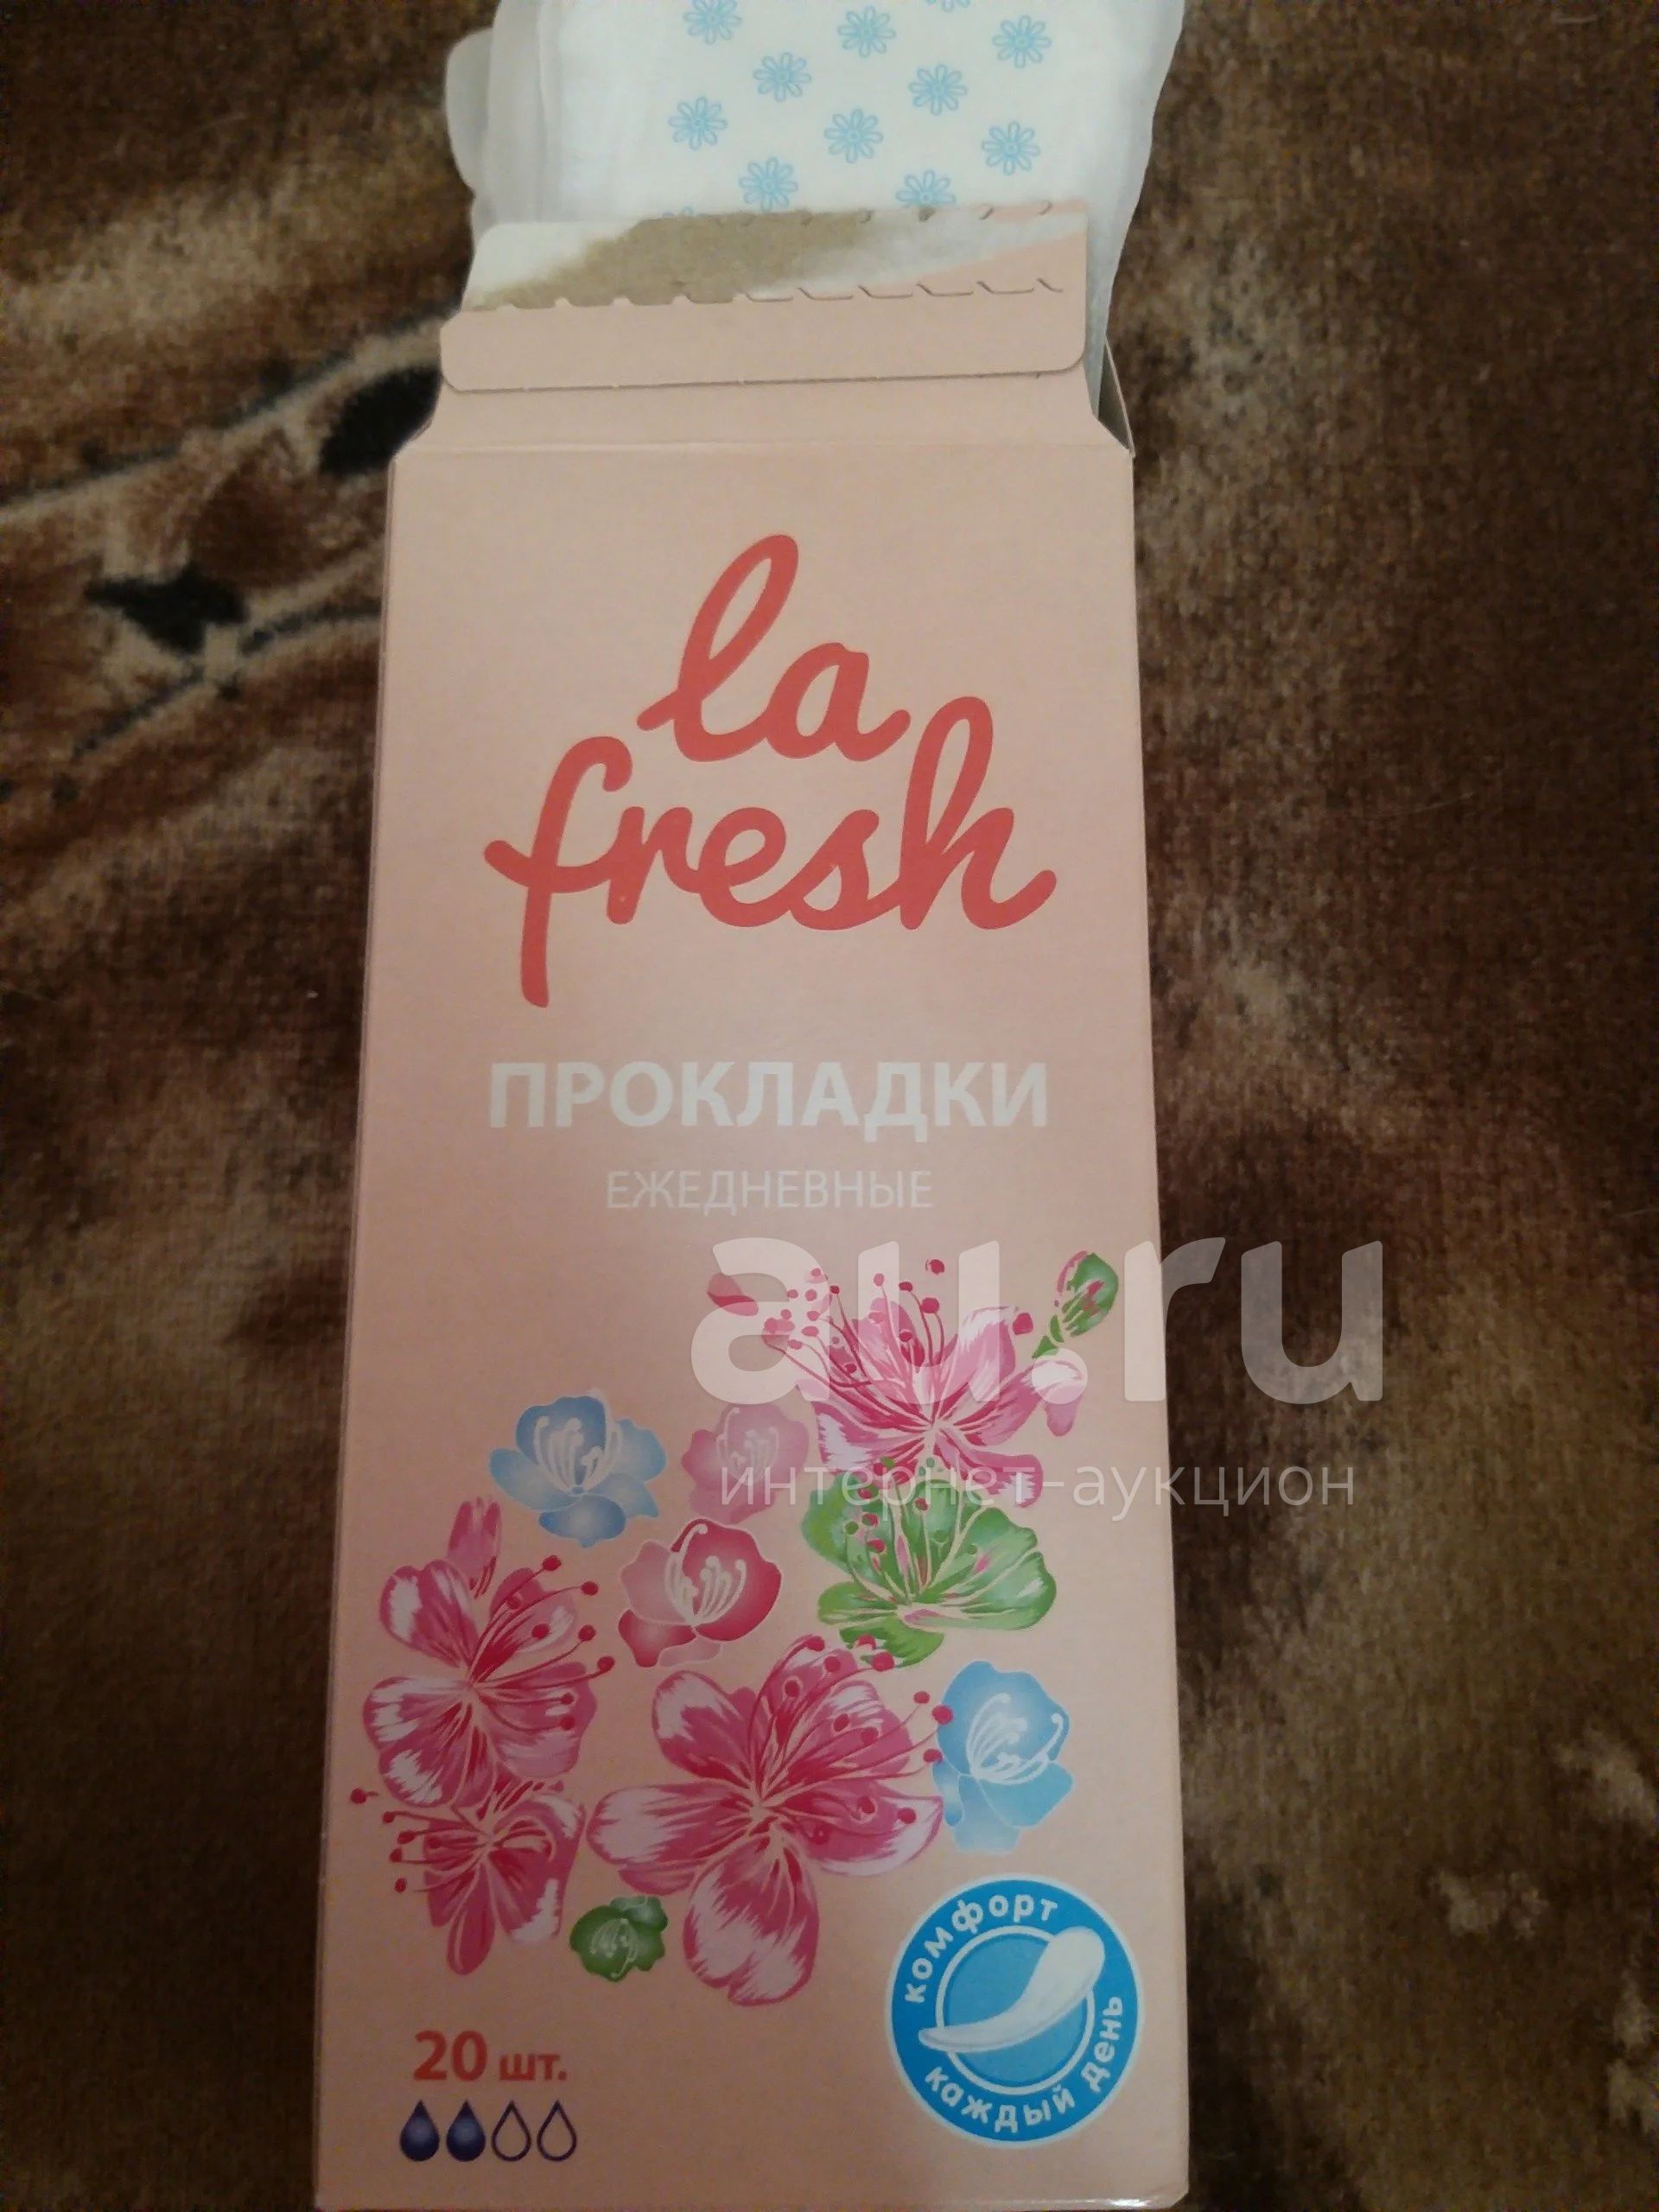 la
fresh
ПРОКЛАДКИ
ЕЖЕДНЕВНЫЕ
au.ru
интернет-аукцион
комфорт
каждый день
20 шт.